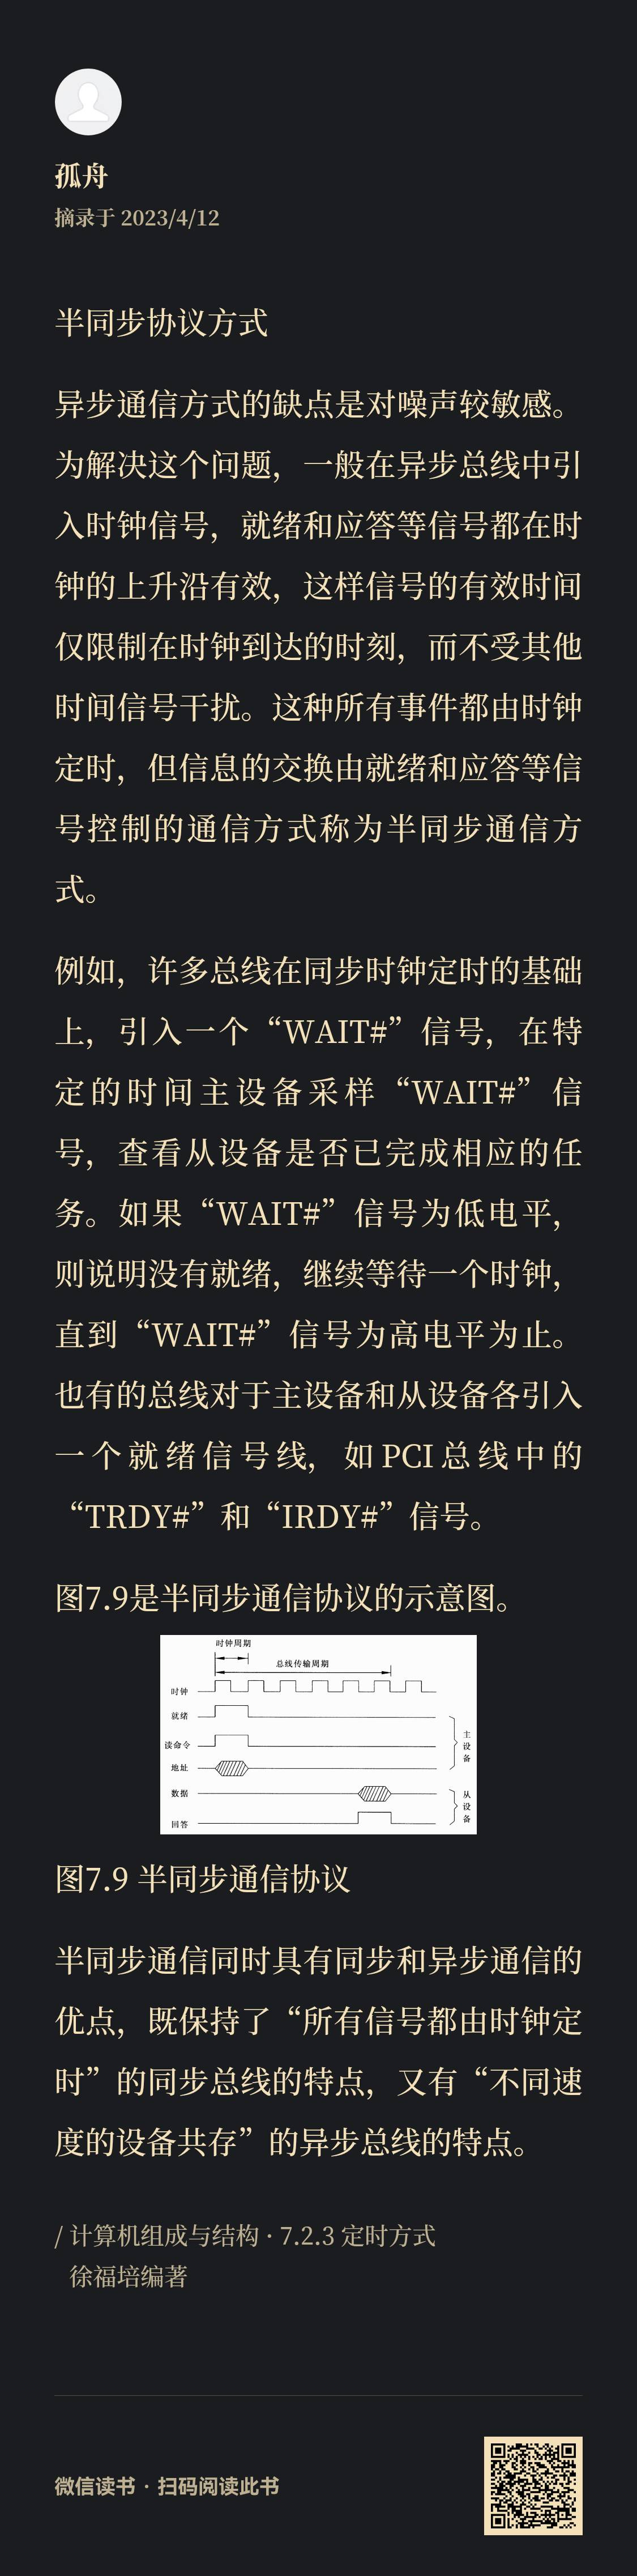 孤舟
摘录于 2023/4/12
半同步协议方式
异步通信方式的缺点是对噪声较敏感。
为解决这个问题，一般在异步总线中引
入时钟信号，就绪和应答等信号都在时
钟的上升沿有效，这样信号的有效时间
仅限制在时钟到达的时刻，而不受其他
时间信号干扰。这种所有事件都由时钟
定时，但信息的交换由就绪和应答等信
号控制的通信方式称为半同步通信方
式。
例如，许多总线在同步时钟定时的基础
上，引入一个“WAIT#”信号，在特
定的时间主设备采样“WAIT#”信
号，查看从设备是否已完成相应的任
务。如果“WAIT#”信号为低电平，
则说明没有就绪，继续等待一个时钟，
直到“WAIT#”信号为高电平为止。
也有的总线对于主设备和从设备各引入
一个就绪信号线，如PCI总线中的
“TRDY#”和“IRDY#”信号。
图7.9是半同步通信协议的示意图。
时钟周期
总线传输周期
时钟
就绪
读命令
地址
主设备
数据
从设备
回答
图7.9 半同步通信协议
半同步通信同时具有同步和异步通信的
优点，既保持了“所有信号都由时钟定
时”的同步总线的特点，又有“不同速
度的设备共存”的异步总线的特点。
/ 计算机组成与结构 · 7.2.3 定时方式
徐福培编著
微信读书 · 扫码阅读此书